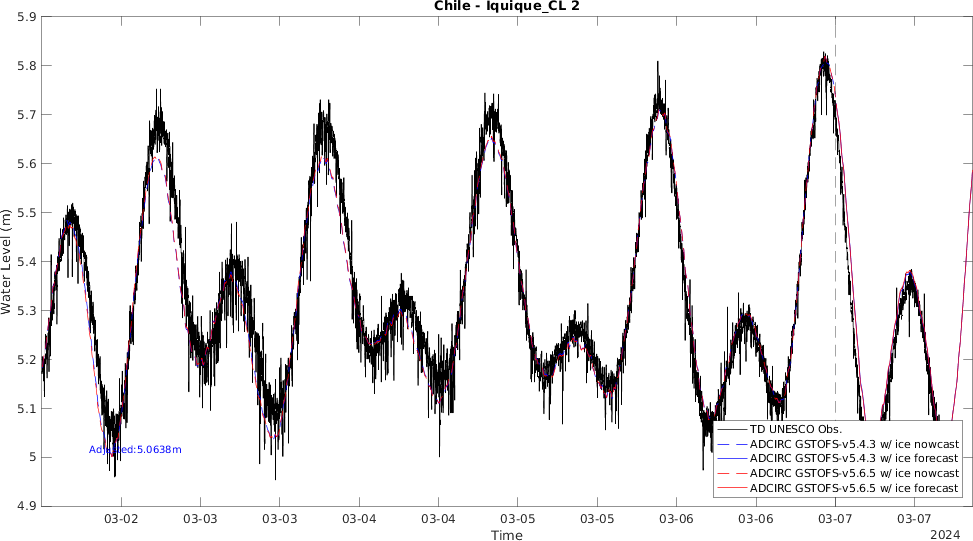 Chile - Iquique_CL 2
Water Level (m)
5.9
5.8
5.7
5.6
5.5
5.4
5.3
5.2
5.1
5
4.9
Adjusted:5.0638m
TD UNESCO Obs.
ADCIRC GSTOFS-v5.4.3 w/ ice nowcast
ADCIRC GSTOFS-v5.4.3 w/ ice forecast
ADCIRC GSTOFS-v5.6.5 w/ ice nowcast
ADCIRC GSTOFS-v5.6.5 w/ ice forecast
03-02 03-03 03-03 03-04 03-04 03-05 03-05 03-06 03-06 03-07 03-07
Time
2024